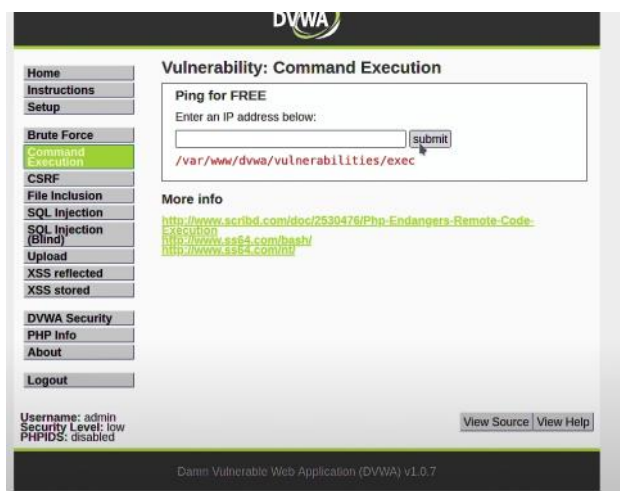 DVWA
Home
Instructions
Setup
Brute Force
Command
Execution
CSRF
File Inclusion
SQL Injection
SQL Injection
(Blind)
Upload
XSS reflected
XSS stored
DVWA Security
PHP Info
About
Logout
Username: admin
Security Level: low
PHPIDS: disabled
Vulnerability: Command Execution
Ping for FREE
Enter an IP address below:
submit
/var/www/dvwa/vulnerabilities/exec
More info
http://www.scribd.com/doc/2530476/Php-Endangers-Remote-Code-
Execution
http://www.ss64.com/bash/
http://www.ss64.com/nt/
View Source View Help
Damn Vulnerable Web Application (DVWA) v1.0.7